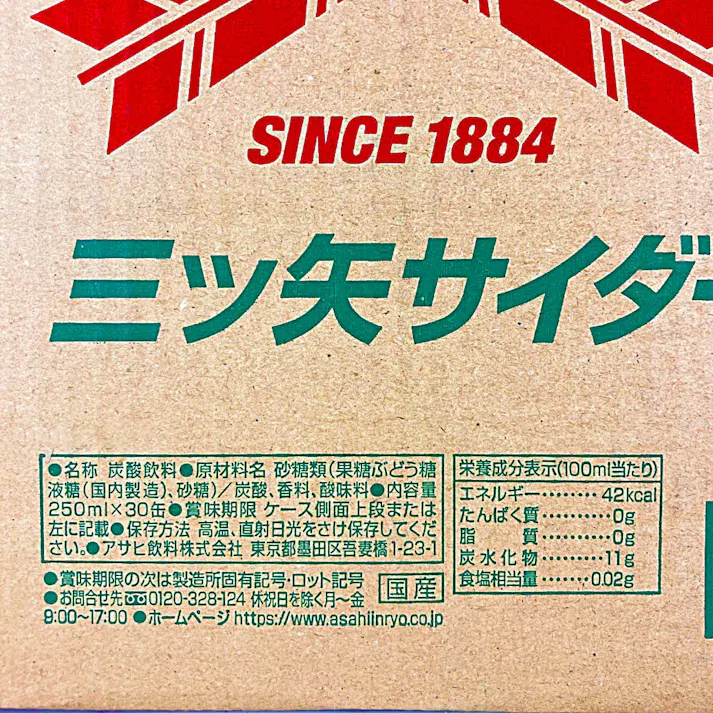 SINCE 1884
三ツ矢サイダー
●名称 炭酸飲料●原材料名 砂糖類(果糖ぶどう糖
液糖(国内製造)、砂糖)/炭酸、香料、酸味料●内容量
250ml×30缶●賞味期限 ケース側面上段または
左に記載●保存方法 高温、直射日光をさけ保存してくだ
さい。●アサヒ飲料株式会社 東京都墨田区吾妻橋1-23-1
●賞味期限の次は製造所固有記号・ロット記号
●お問合せ先 0120-328-124 休祝日を除く月～金
9:00～17:00 ●ホームページ https://www.asahiinryo.co.jp
国産
栄養成分表示(100ml当たり)
エネルギー・・・・・・・・・42kcal
たんぱく質・・・・・・・・・0g
脂質・・・・・・・・・0g
炭水化物・・・・・・・・・11g
食塩相当量・・・・・・0.02g